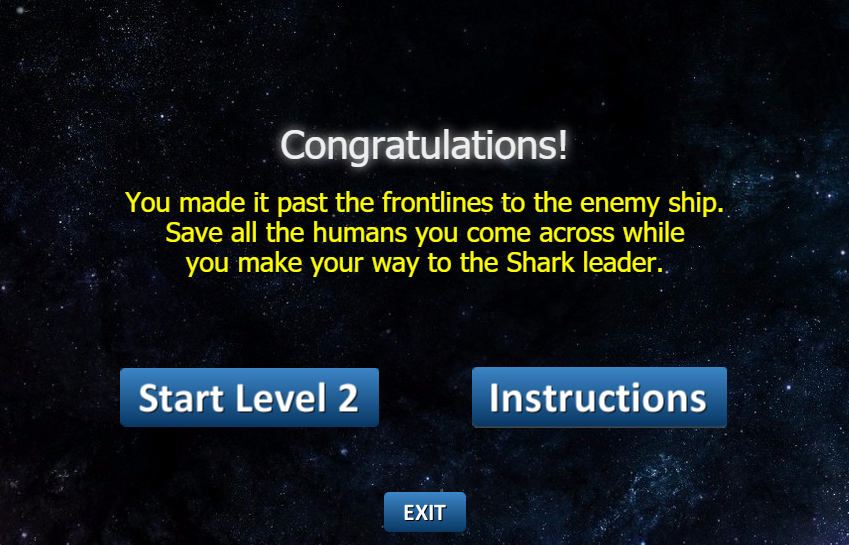 Congratulations!
You made it past the frontlines to the enemy ship.
Save all the humans you come across while
you make your way to the Shark leader.
Start Level 2
Instructions
EXIT